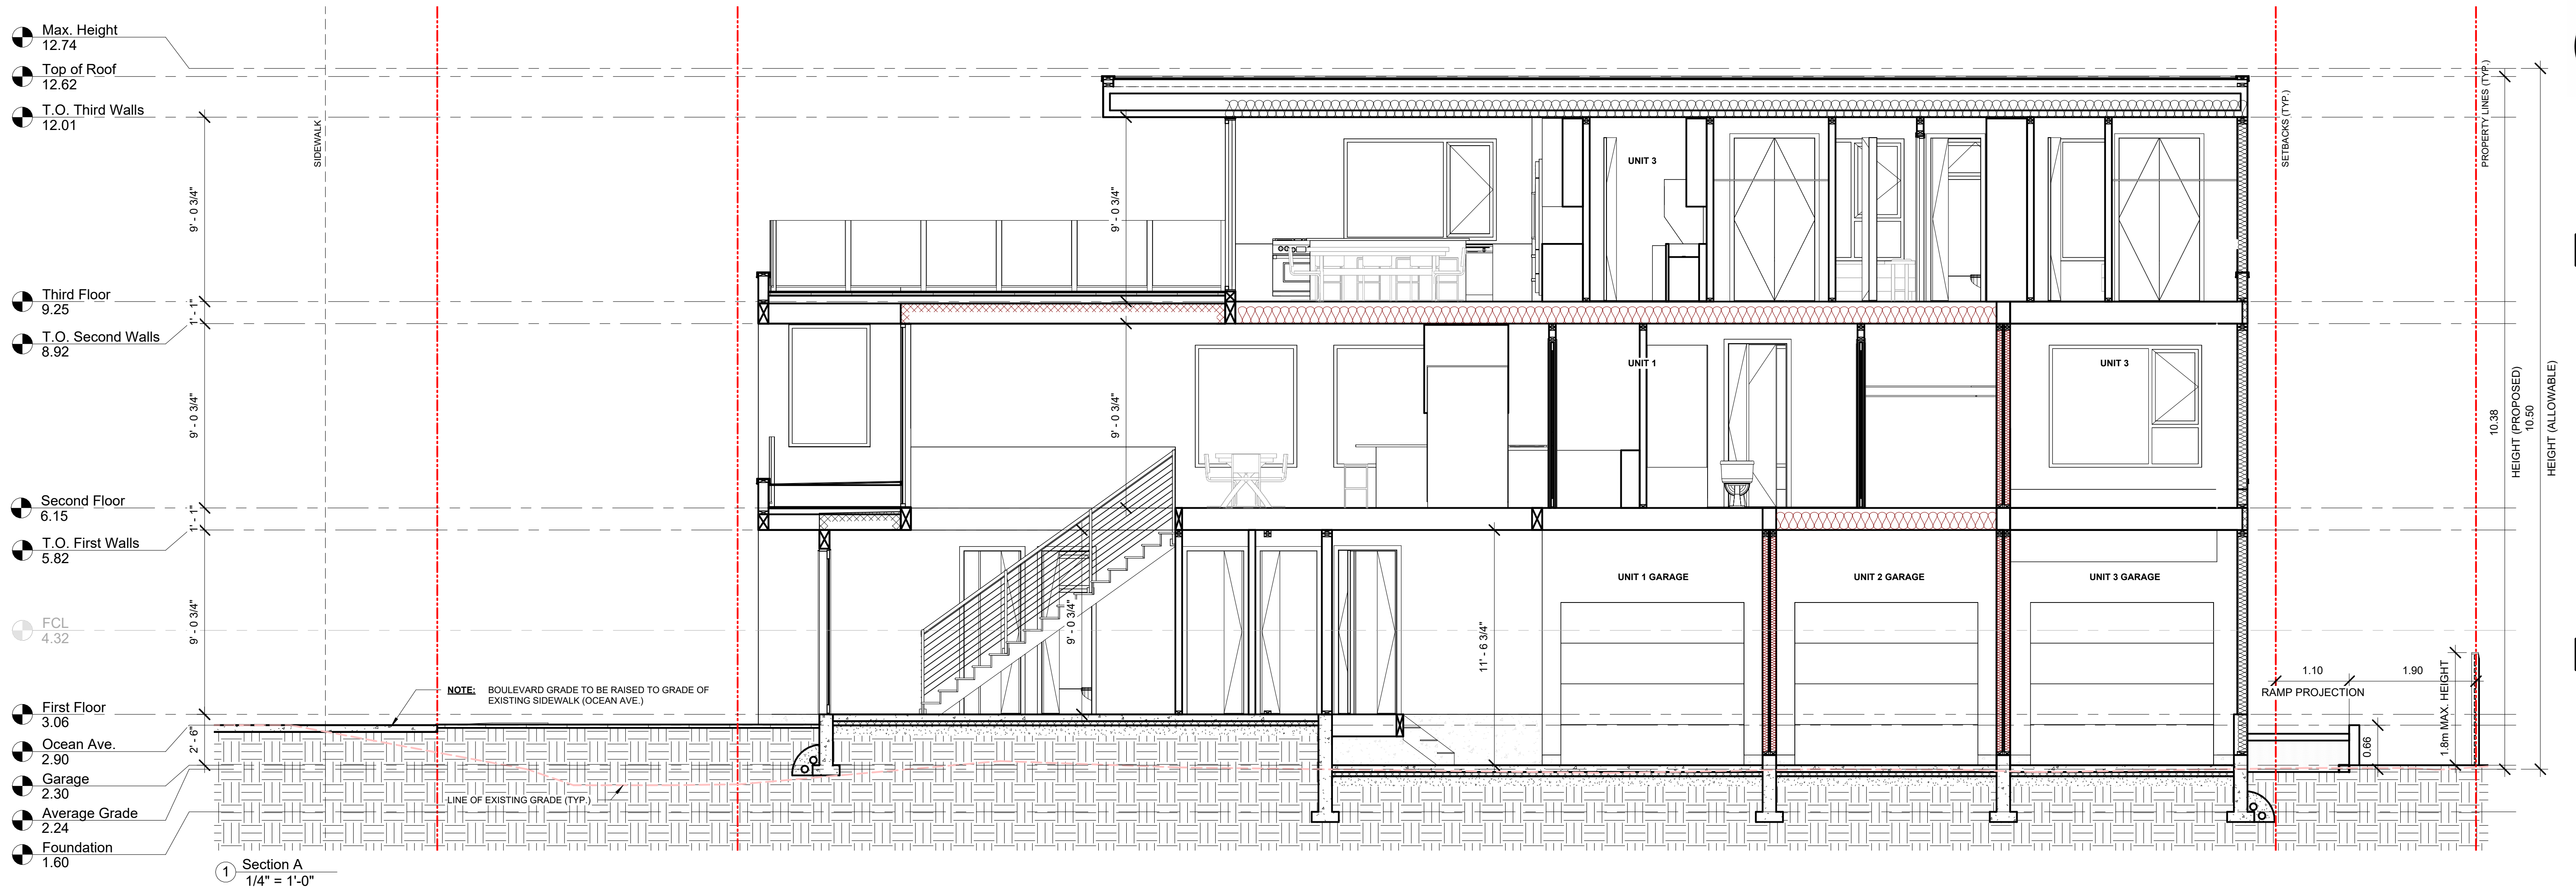 Max. Height
12.74
Top of Roof
12.62
T.O. Third Walls
12.01
Third Floor
9.25
T.O. Second Walls
8.92
Second Floor
6.15
T.O. First Walls
5.82
FCL
4.32
First Floor
3.06
Ocean Ave.
2.90
Garage
2.30
Average Grade
2.24
Foundation
1.60
9' - 0 3/4"
1' - 1"
9' - 0 3/4"
1' - 1"
9' - 0 3/4"
2' - 6"
SIDEWALK
NOTE: BOULEVARD GRADE TO BE RAISED TO GRADE OF
EXISTING SIDEWALK (OCEAN AVE.)
LINE OF EXISTING GRADE (TYP.)
9' - 0 3/4"
9' - 0 3/4"
9' - 0 3/4"
11' - 6 3/4"
UNIT 3
UNIT 1
UNIT 3
UNIT 1 GARAGE
UNIT 2 GARAGE
UNIT 3 GARAGE
SETBACKS (TYP.)
PROPERTY LINES (TYP.)
10.38
HEIGHT (PROPOSED)
10.50
HEIGHT (ALLOWABLE)
1.10
1.90
RAMP PROJECTION
0.66
1.8m MAX. HEIGHT
1
Section A
1/4" = 1'-0"